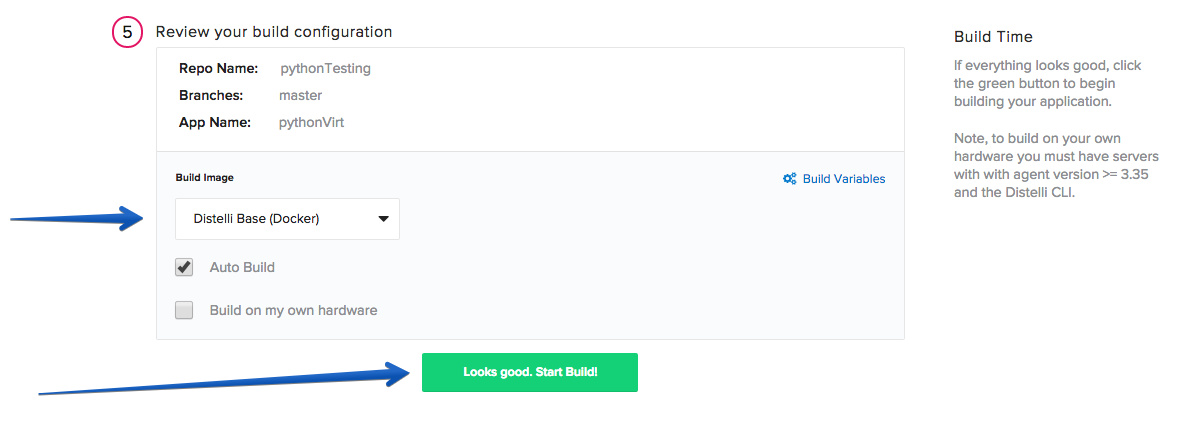 5 Review your build configuration
Repo Name: pythonTesting
Branches: master
App Name: pythonVirt
Build Image
Build Variables
Distelli Base (Docker)
Auto Build
Build on my own hardware
Looks good. Start Build!
Build Time
If everything looks good, click
the green button to begin
building your application.
Note, to build on your own
hardware you must have servers
with with agent version >= 3.35
and the Distelli CLI.